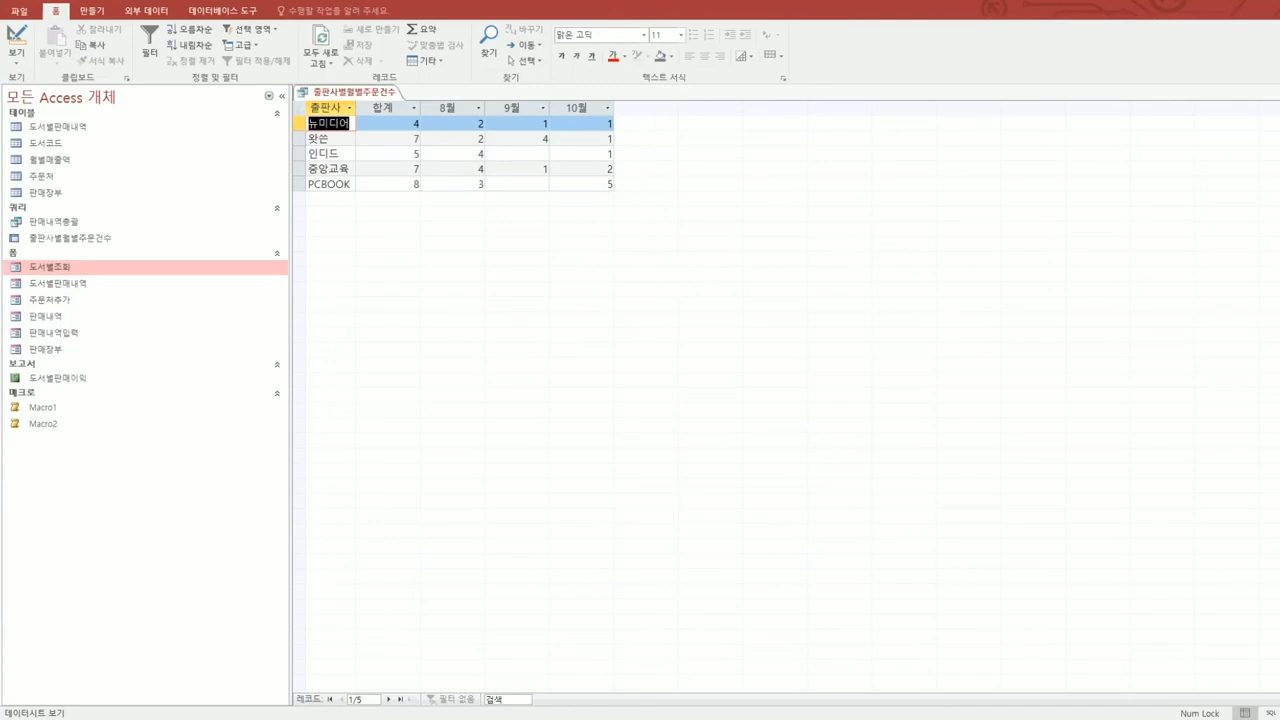 파일 홈 만들기 외부 데이터 데이터베이스 도구 수행할 작업을 알려 주세요.
보기 붙여넣기 잘라내기 복사 서식 복사 필터 오름차순 내림차순 정렬 제거 선택 영역 고급 필터 적용/해제 모두 새로 고침 새로 만들기 저장 삭제 요약 맞춤법 검사 기타 찾기 바꾸기 이동 선택 맑은 고딕 11
보기 클립보드 정렬 및 필터 레코드 찾기 텍스트 서식
모든 Access 개체
테이블
도서별판매내역
도서코드
월별매출액
주문처
판매장부
쿼리
판매내역총괄
출판사별월별주문건수
폼
도서별조회
도서별판매내역
주문처추가
판매내역
판매내역입력
판매장부
보고서
도서별판매이익
매크로
Macro1
Macro2
출판사별월별주문건수
출판사 합계 8월 9월 10월
뉴미디어 4 2 1 1
왓쓴 7 2 4 1
인디드 5 4 1
중앙교육 7 4 1 2
PCBOOK 8 3 5
레코드: 1/5 필터 없음 검색
데이터시트 보기 Num Lock SQL